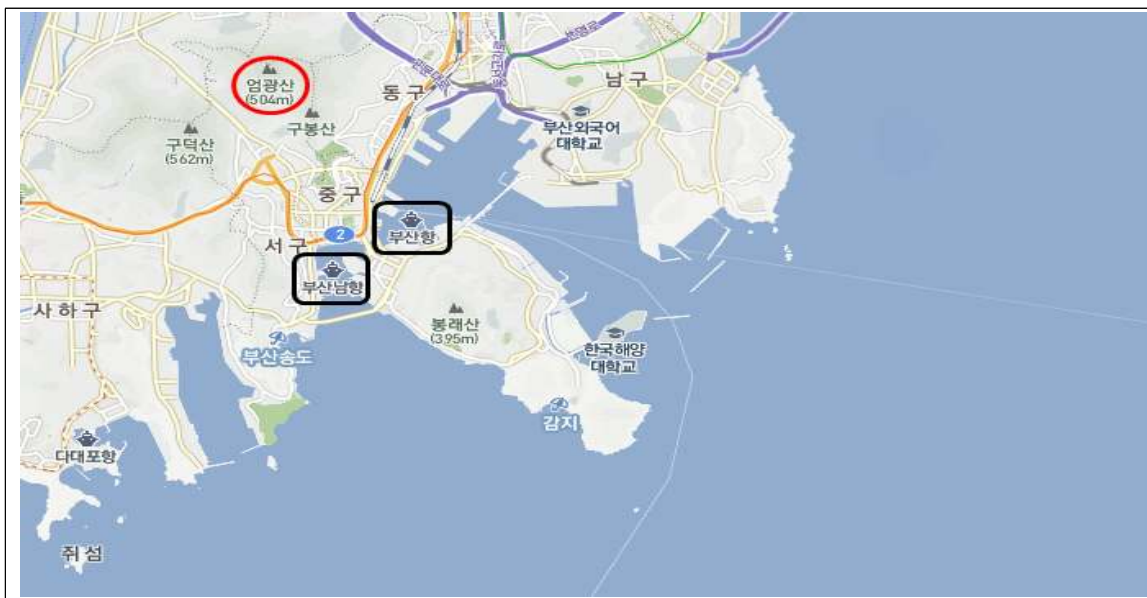 엄광산
(504m)
동구
남구
구봉산
부산외국어
대학교
구덕산
(562m)
중구
부산항
2
서구
부산남항
사하구
봉래산
(395m)
한국해양
대학교
부산송도
감지
다대포항
쥐섬